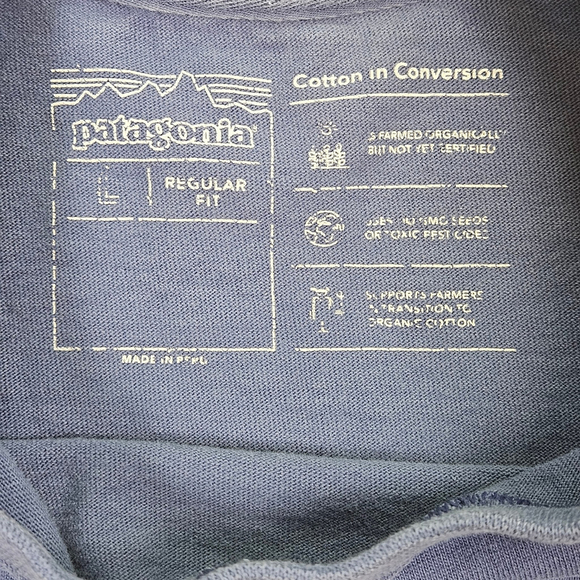 patagonia
L
REGULAR
FIT
MADE IN PERU
Cotton in Conversion
S FARMED ORGANICALLY
BUT NOT YET CERTIFIED
USES NO GMO SEEDS
OR TOXIC PESTICIDES
SUPPORTS FARMERS
IN TRANSITION TO
ORGANIC COTTON